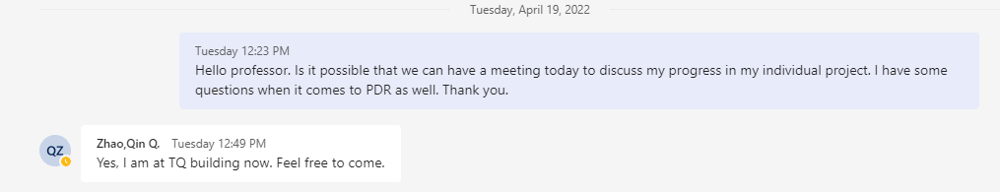 Tuesday, April 19, 2022
Tuesday 12:23 PM
Hello professor. Is it possible that we can have a meeting today to discuss my progress in my individual project. I have some
questions when it comes to PDR as well. Thank you.
QZ
Zhao,Qin Q. Tuesday 12:49 PM
Yes, I am at TQ building now. Feel free to come.